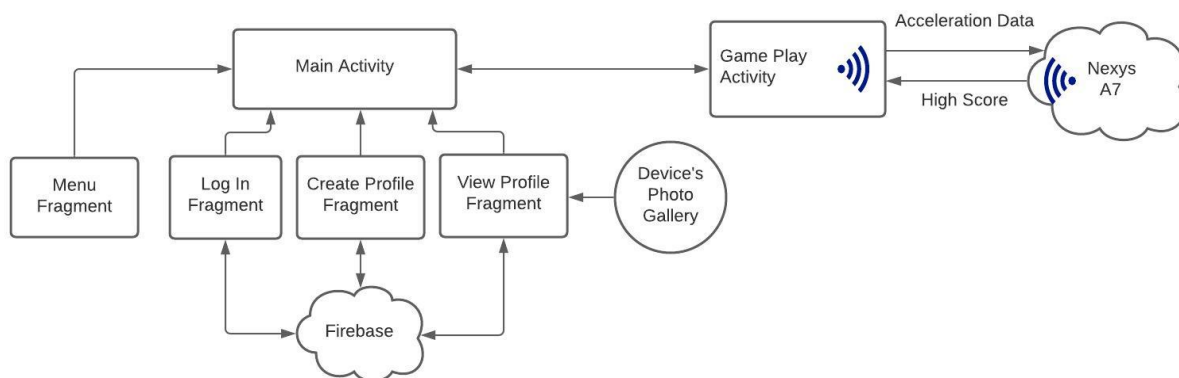 Main Activity
Game Play
Activity
Acceleration Data
High Score
Nexys
A7
Menu
Fragment
Log In
Fragment
Create Profile
Fragment
View Profile
Fragment
Device's
Photo
Gallery
Firebase